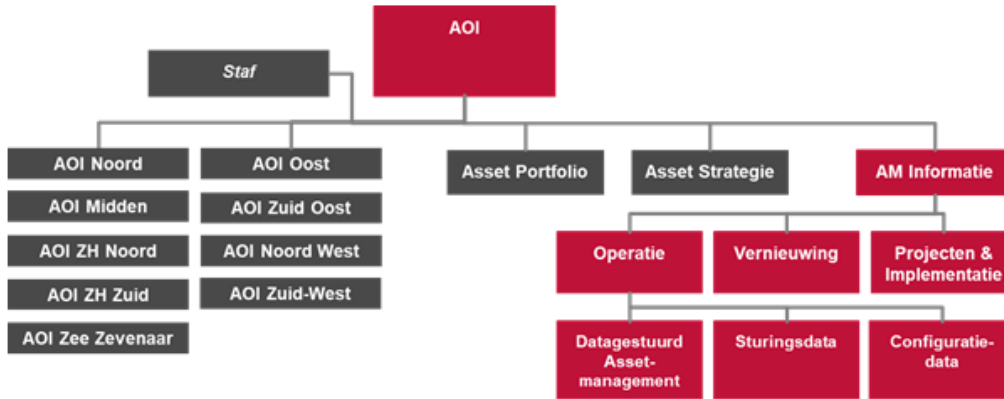 AOI
Staf
AOI Noord
AOI Oost
Asset Portfolio
Asset Strategie
AM Informatie
AOI Midden
AOI Zuid Oost
AOI ZH Noord
AOI Noord West
Operatie
Vernieuwing
Projecten &
Implementatie
AOI ZH Zuid
AOI Zuid-West
AOI Zee Zevenaar
Datagestuurd
Asset-
management
Sturingsdata
Configuratie-
data